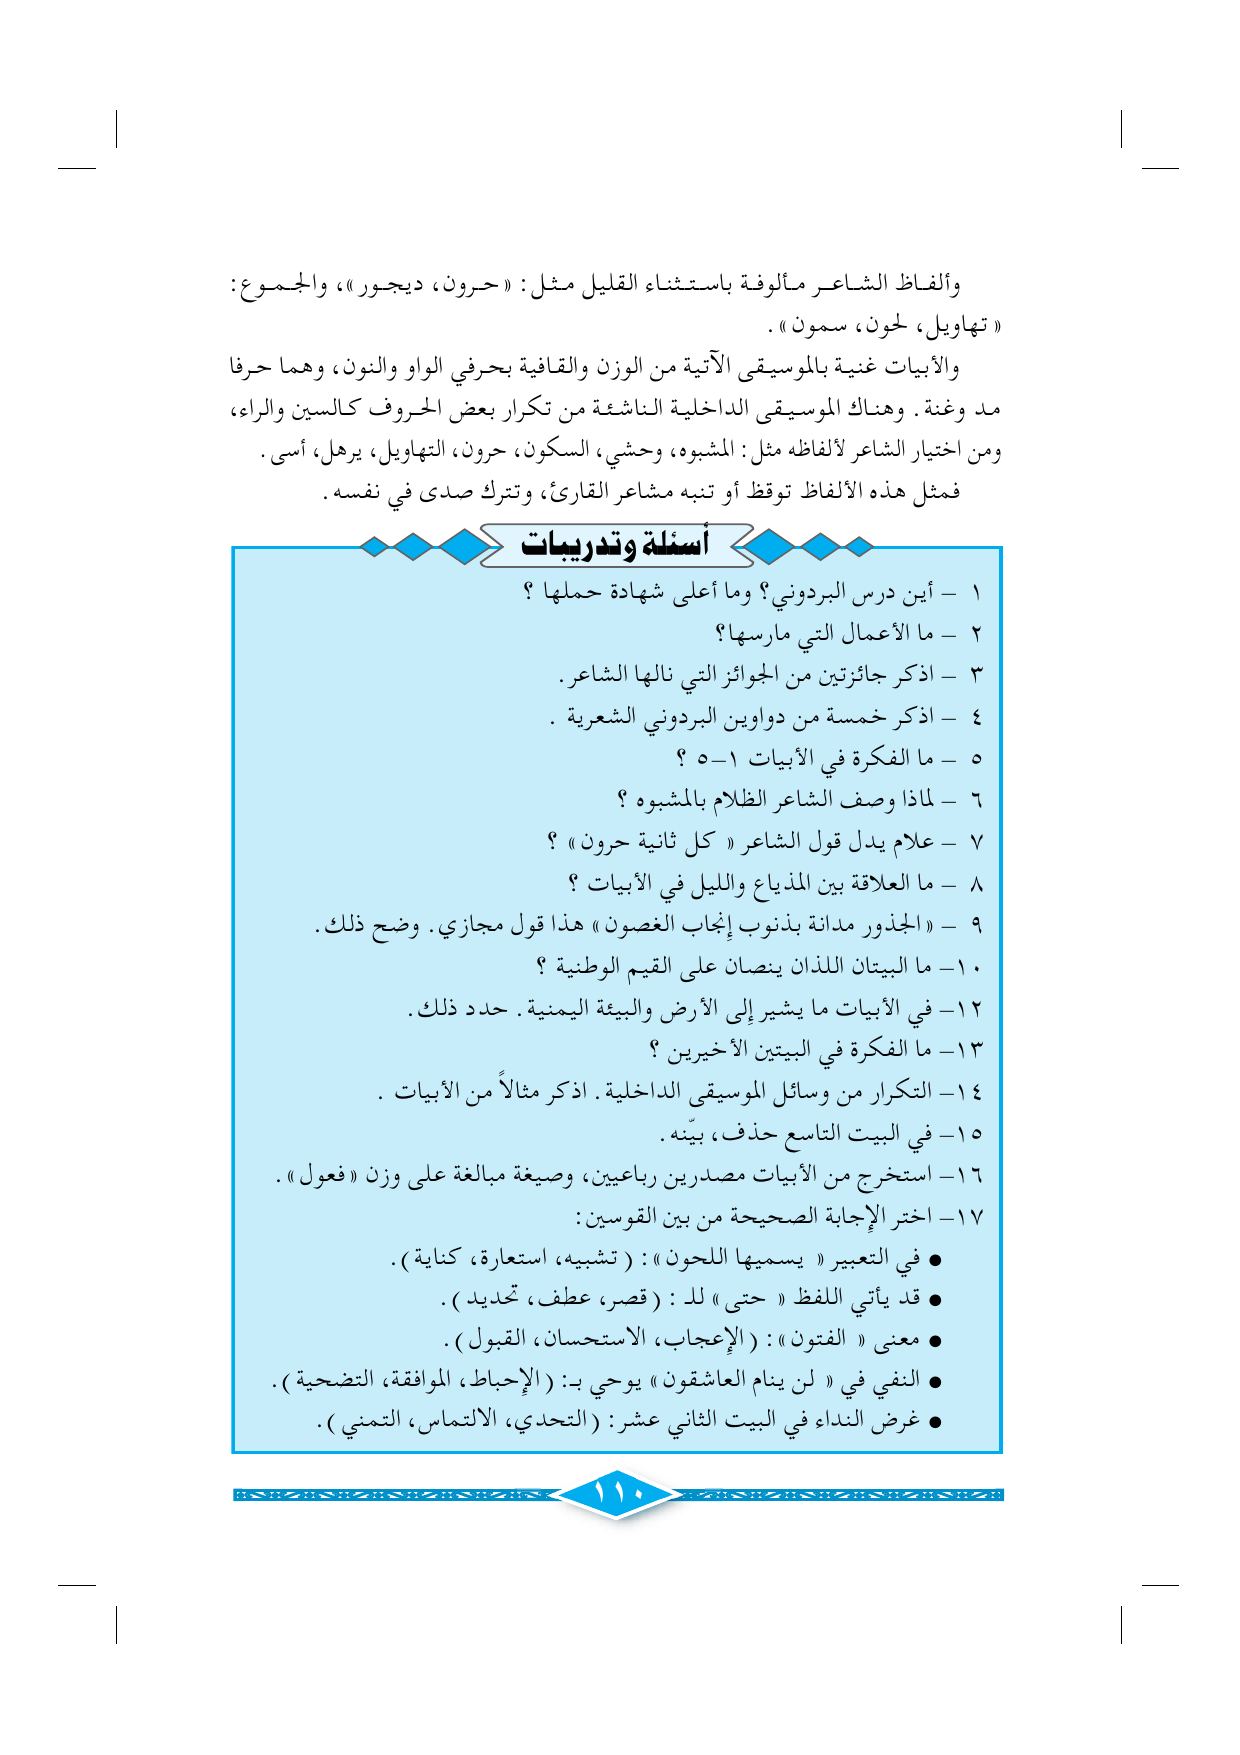 وألفـاظ الشـاعـر مـألوفـة باسـتـثنـاء القليل مـثـل: « حـرون، ديجـور »، والجـمـوع:
« تهاويل، لحون، سمون ».
والأبيات غنية بالموسيقى الآتية من الوزن والقافية بحرفي الواو والنون، وهما حرفا
مد وغنة. وهناك الموسيقى الداخلية الناشئة من تكرار بعض الحروف كالسين والراء،
ومن اختيار الشاعر لألفاظه مثل: المشبوه، وحشي، السكون، حرون، التهاويل، يرهل، أسى.
فمثل هذه الألفاظ توقظ أو تنبه مشاعر القارئ، وتترك صدى في نفسه.
أسئلة وتدريبات
١ – أين درس البردوني؟ وما أعلى شهادة حملها ؟
٢ – ما الأعمال التي مارسها؟
٣ – اذكر جائزتين من الجوائز التي نالها الشاعر.
٤ – اذكر خمسة من دواوين البردوني الشعرية .
٥ – ما الفكرة في الأبيات ١–٥ ؟
٦ – لماذا وصف الشاعر الظلام بالمشبوه ؟
٧ – علام يدل قول الشاعر « كل ثانية حرون » ؟
٨ – ما العلاقة بين المذياع والليل في الأبيات ؟
٩ – « الجذور مدانة بذنوب إنجاب الغصون » هذا قول مجازي. وضح ذلك.
١٠– ما البيتان اللذان ينصان على القيم الوطنية ؟
١٢– في الأبيات ما يشير إلى الأرض والبيئة اليمنية. حدد ذلك.
١٣– ما الفكرة في البيتين الأخيرين ؟
١٤– التكرار من وسائل الموسيقى الداخلية. اذكر مثالاً من الأبيات .
١٥– في البيت التاسع حذف، بيّنه.
١٦– استخرج من الأبيات مصدرين رباعيين، وصيغة مبالغة على وزن « فعول ».
١٧– اختر الإجابة الصحيحة من بين القوسين:
● في التعبير « يسميها اللحون »: ( تشبيه، استعارة، كناية ).
● قد يأتي اللفظ « حتى » للـ : ( قصر، عطف، تحديد ).
● معنى « الفتون »: ( الإعجاب، الاستحسان، القبول ).
● النفي في « لن ينام العاشقون » يوحي بـ: ( الإحباط، الموافقة، التضحية ).
● غرض النداء في البيت الثاني عشر: ( التحدي، الالتماس، التمني ).
١١٠